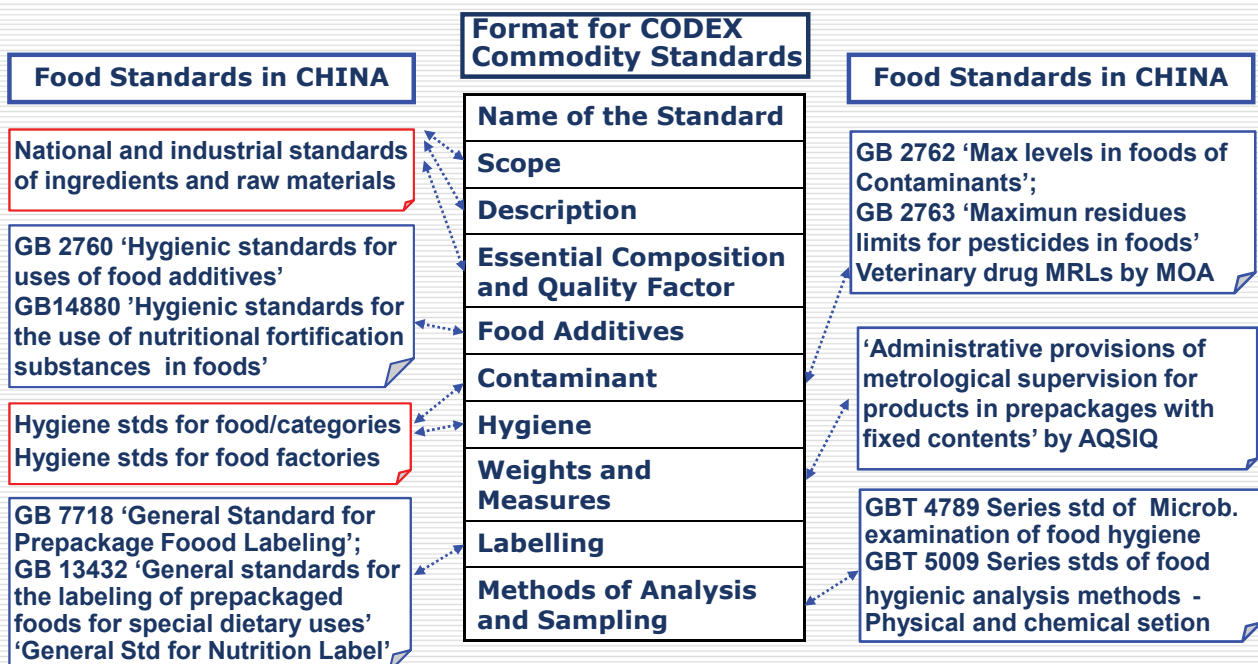 Format for CODEX
Commodity Standards
Food Standards in CHINA
National and industrial standards
of ingredients and raw materials
GB 2760 ‘Hygienic standards for
uses of food additives’
GB14880 ’Hygienic standards for
the use of nutritional fortification
substances in foods’
Hygiene stds for food/categories
Hygiene stds for food factories
GB 7718 ‘General Standard for
Prepackage Foood Labeling’;
GB 13432 ‘General standards for
the labeling of prepackaged
foods for special dietary uses’
‘General Std for Nutrition Label’
Name of the Standard
Scope
Description
Essential Composition
and Quality Factor
Food Additives
Contaminant
Hygiene
Weights and
Measures
Labelling
Methods of Analysis
and Sampling
Food Standards in CHINA
GB 2762 ‘Max levels in foods of
Contaminants’;
GB 2763 ‘Maximun residues
limits for pesticides in foods’
Veterinary drug MRLs by MOA
‘Administrative provisions of
metrological supervision for
products in prepackages with
fixed contents’ by AQSIQ
GBT 4789 Series std of Microb.
examination of food hygiene
GBT 5009 Series stds of food
hygienic analysis methods -
Physical and chemical setion